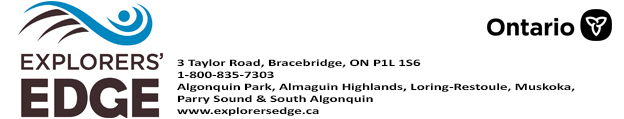 EXPLORERS'
EDGE
Ontario
3 Taylor Road, Bracebridge, ON P1L 1S6
1-800-835-7303
Algonquin Park, Almaguin Highlands, Loring-Restoule, Muskoka,
Parry Sound & South Algonquin
www.explorersedge.ca